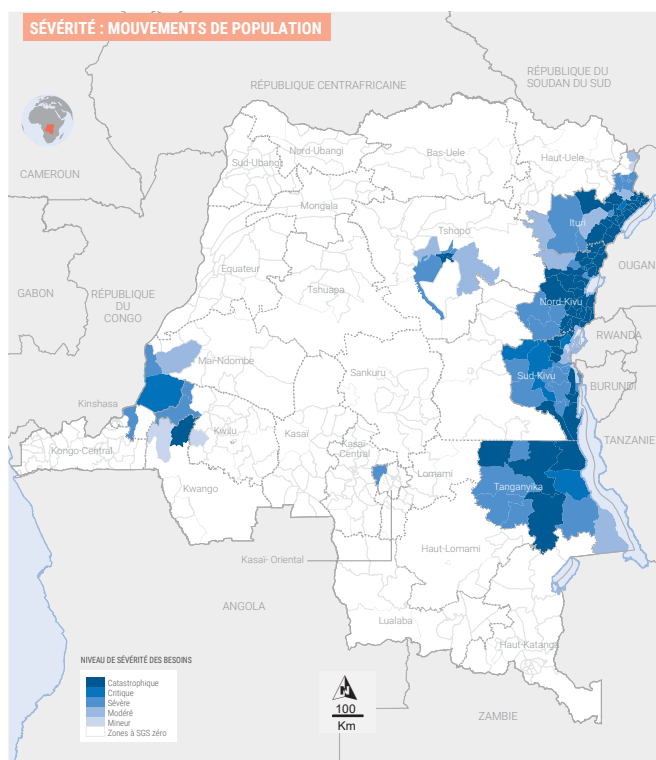 SÉVÉRITÉ : MOUVEMENTS DE POPULATION
RÉPUBLIQUE DU
SOUDAN DU SUD
RÉPUBLIQUE CENTRAFRICAINE
CAMEROUN
Nord-Ubangi
Sud-Ubangi
Bas-Uele
Haut-Uele
Mongala
Ituri
Tshopo
Équateur
OUGAN
GABON
RÉPUBLIQUE
DU
CONGO
Tshuapa
Nord-Kivu
RWANDA
Maï-Ndombe
Sankuru
Sud-Kivu
BURUNDI
Kinshasa
TANZANIE
Kwilu
Kasaï
Kasaï-
Central
Kongo-Central
Lomami
Kwango
Tanganyika
Haut-Lomami
Kasaï- Oriental
ANGOLA
Lualaba
Haut-Katanga
NIVEAU DE SÉVÉRITÉ DES BESOINS
Catastrophique
Critique
Sévère
Modéré
Mineur
Zones à SGS zéro
N
100
Km
ZAMBIE